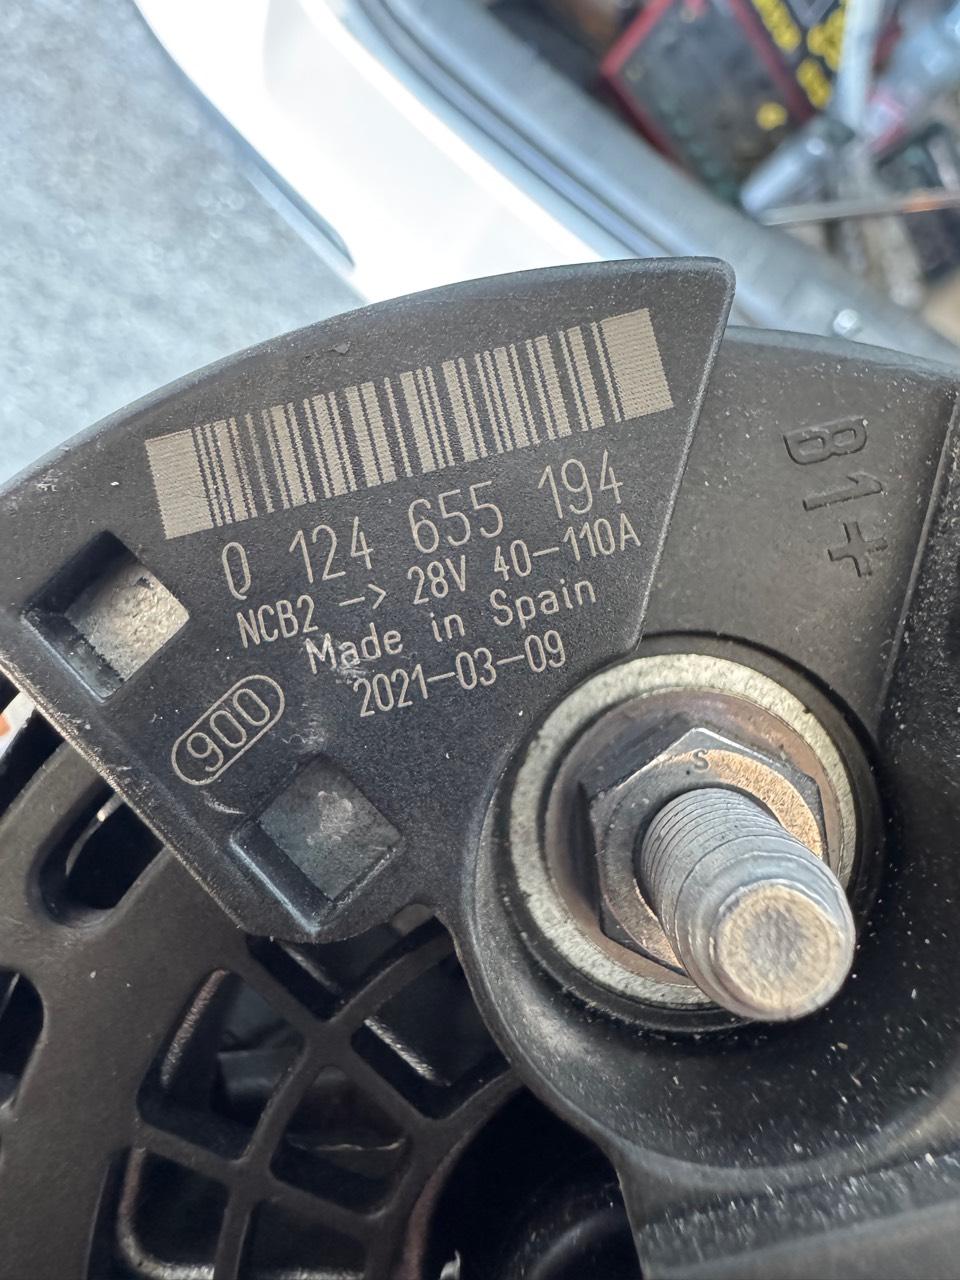 0 124 655 194
NCB2 -> 28V 40-110A
Made in Spain
2021-03-09
900
B1+
S